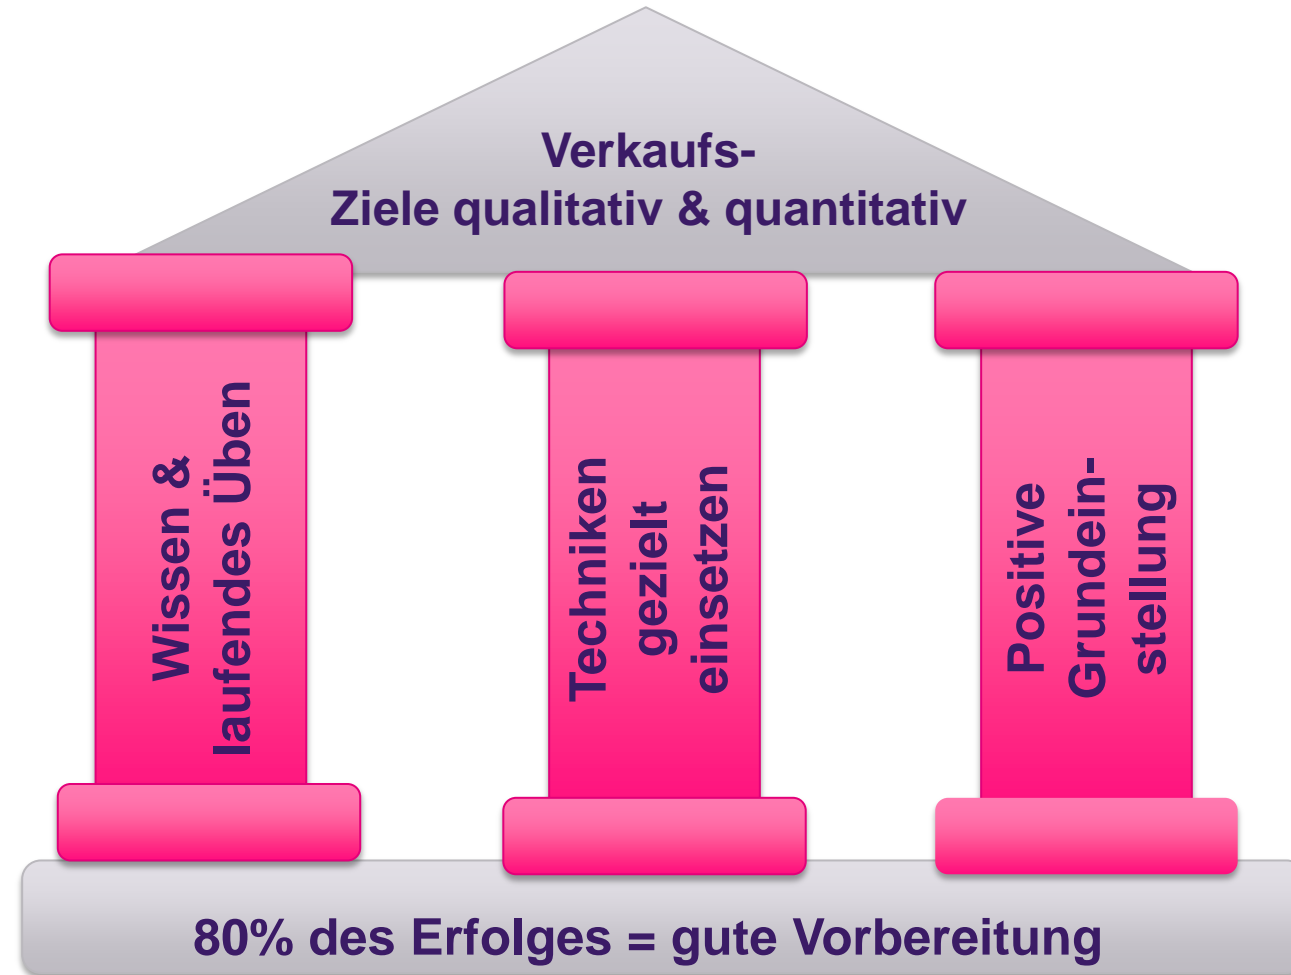 Verkaufs-
Ziele qualitativ & quantitativ
Wissen &
laufendes Üben
Techniken
gezielt
einsetzen
Positive
Grundein-
stellung
80% des Erfolges = gute Vorbereitung